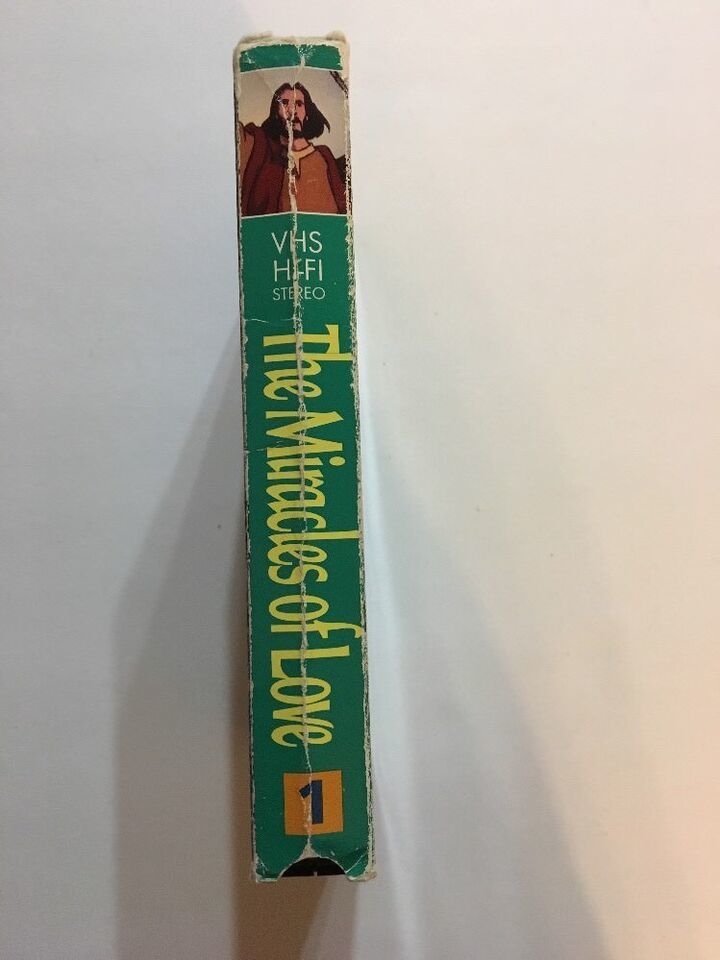 VHS
HI-FI
STEREO
The Miracles of Love
1